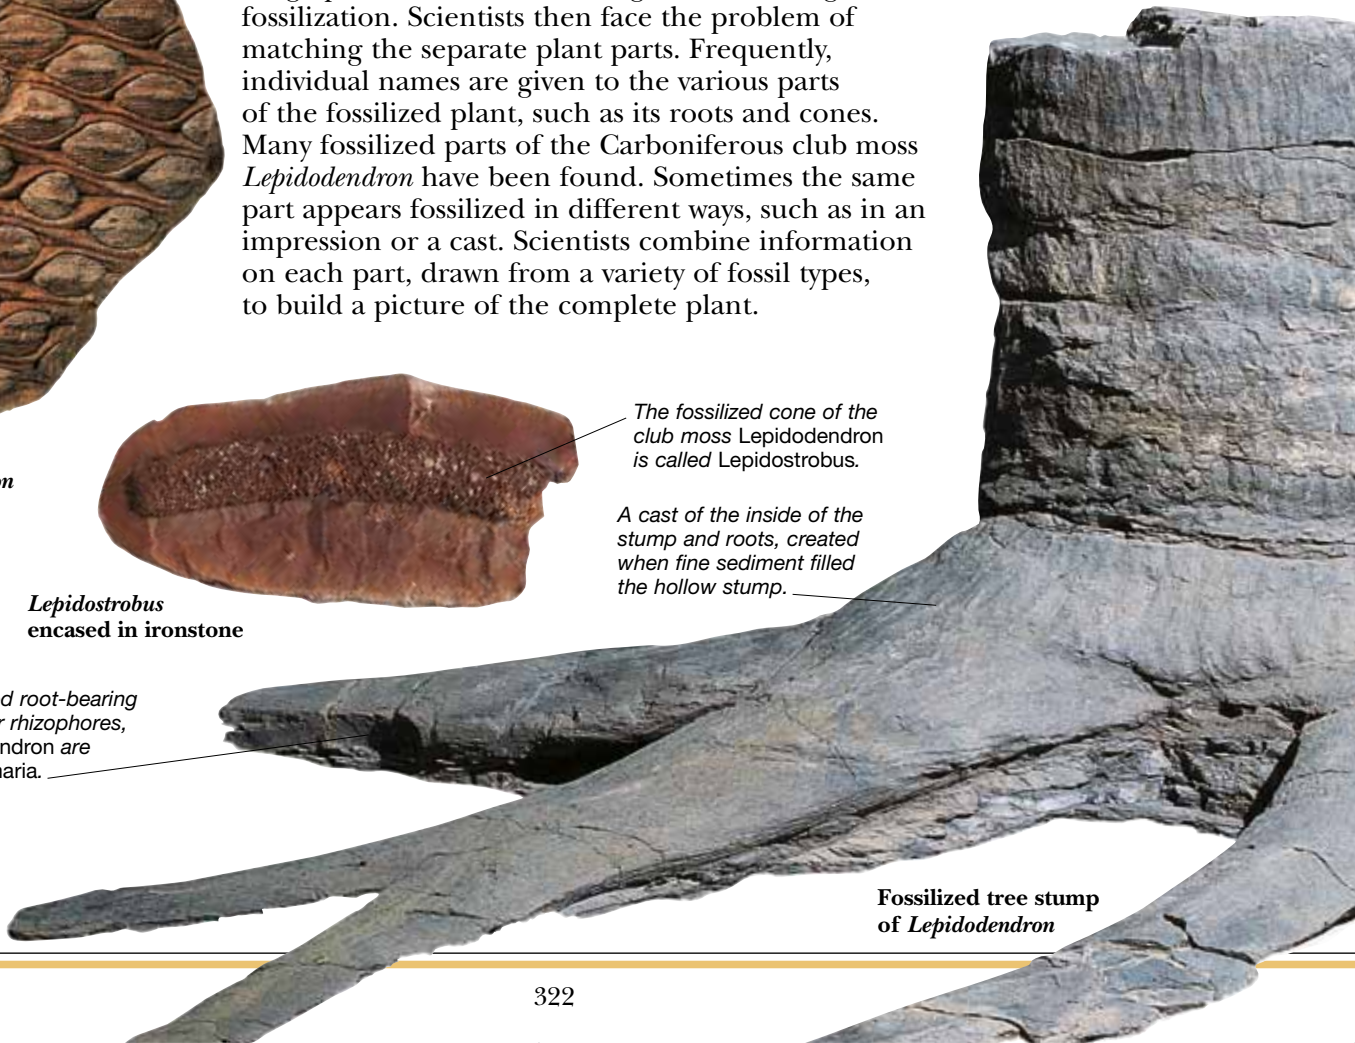 fossilization. Scientists then face the problem of
matching the separate plant parts. Frequently,
individual names are given to the various parts
of the fossilized plant, such as its roots and cones.
Many fossilized parts of the Carboniferous club moss
Lepidodendron have been found. Sometimes the same
part appears fossilized in different ways, such as in an
impression or a cast. Scientists combine information
on each part, drawn from a variety of fossil types,
to build a picture of the complete plant.
The fossilized cone of the
club moss Lepidodendron
is called Lepidostrobus.
on
A cast of the inside of the
stump and roots, created
when fine sediment filled
the hollow stump.
Lepidostrobus
encased in ironstone
d root-bearing
r rhizophores,
ndron are
aria.
Fossilized tree stump
of Lepidodendron
322